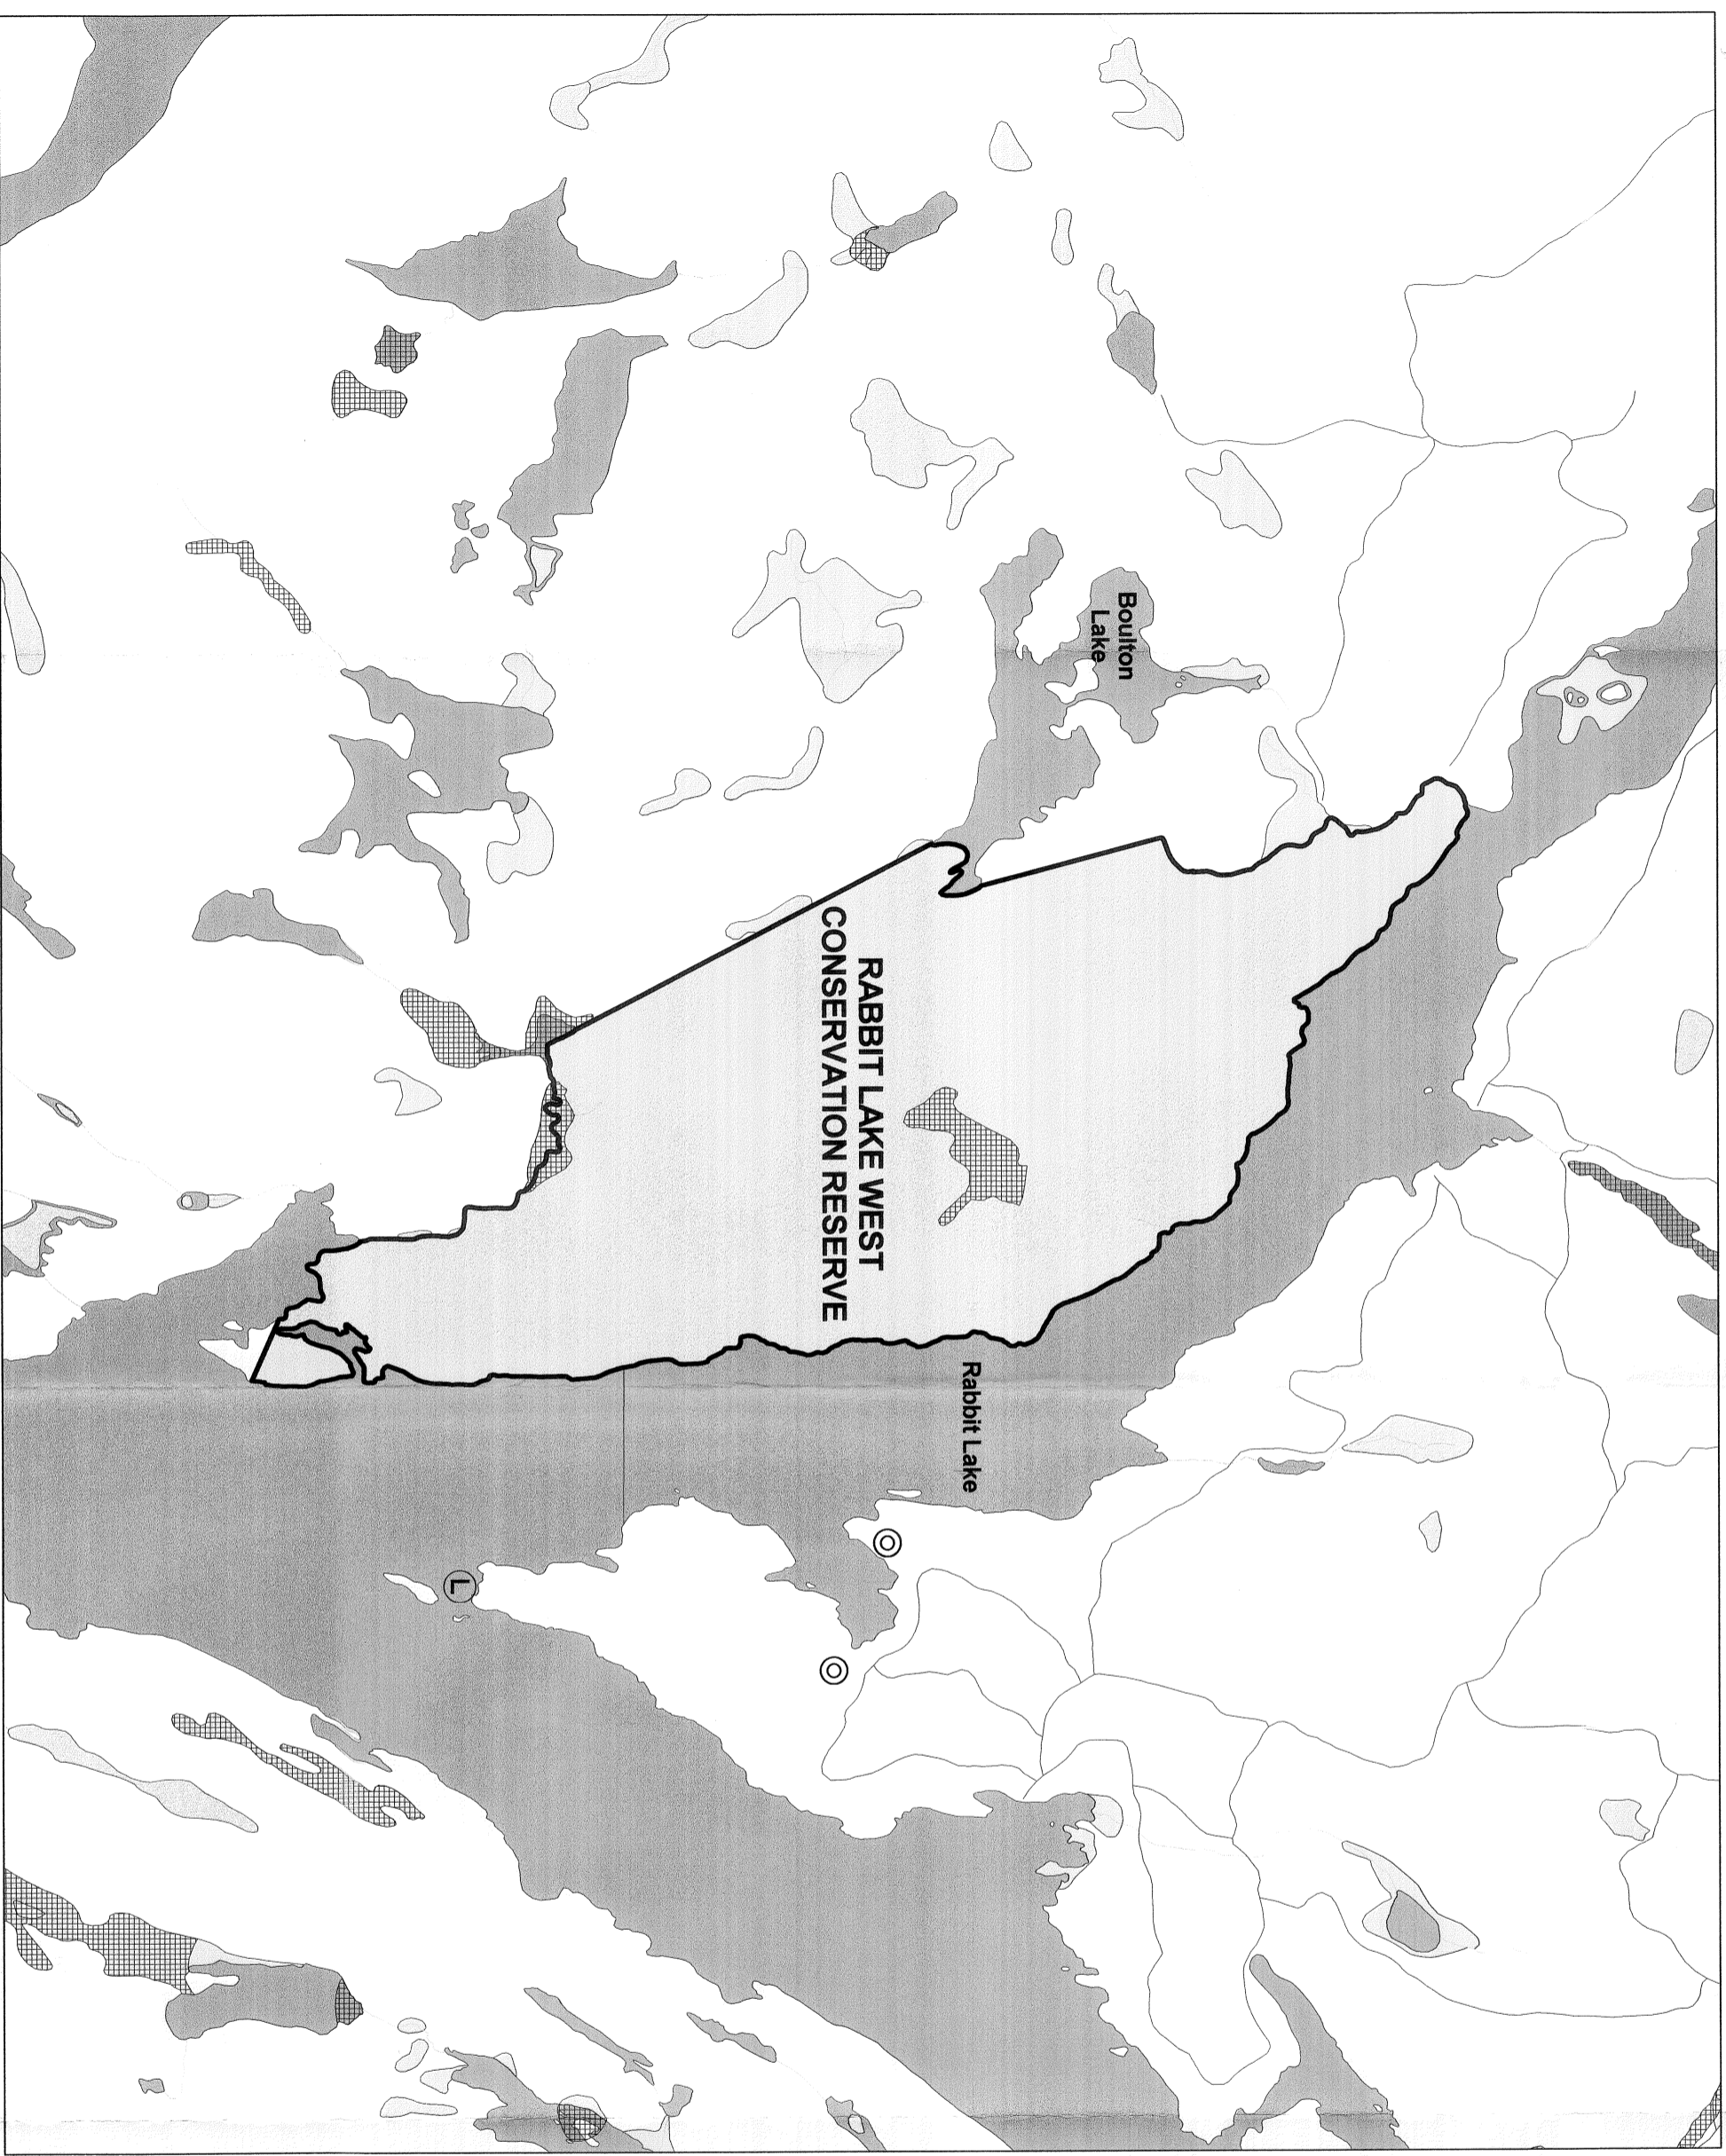 Boulton
Lake
RABBIT LAKE WEST
CONSERVATION RESERVE
Rabbit Lake
L